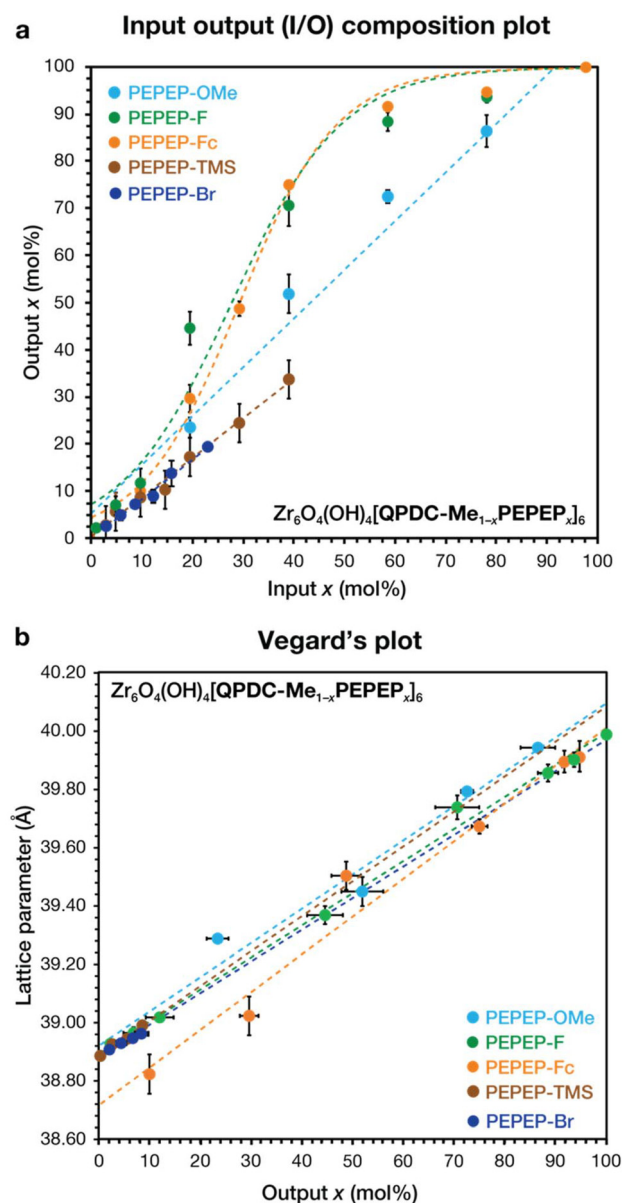 a
Input output (I/O) composition plot
100
90
80
70
60
50
40
30
20
10
0
Output x (mol%)
PEPEP-OMe
PEPEP-F
PEPEP-Fc
PEPEP-TMS
PEPEP-Br
Zr₆O₄(OH)₄[QPDC-Me₁₋ₓPEPEPₓ]₆
0 10 20 30 40 50 60 70 80 90 100
Input x (mol%)
b
Vegard’s plot
40.20
40.00
39.80
39.60
39.40
39.20
39.00
38.80
38.60
Lattice parameter (Å)
Zr₆O₄(OH)₄[QPDC-Me₁₋ₓPEPEPₓ]₆
PEPEP-OMe
PEPEP-F
PEPEP-Fc
PEPEP-TMS
PEPEP-Br
0 10 20 30 40 50 60 70 80 90 100
Output x (mol%)